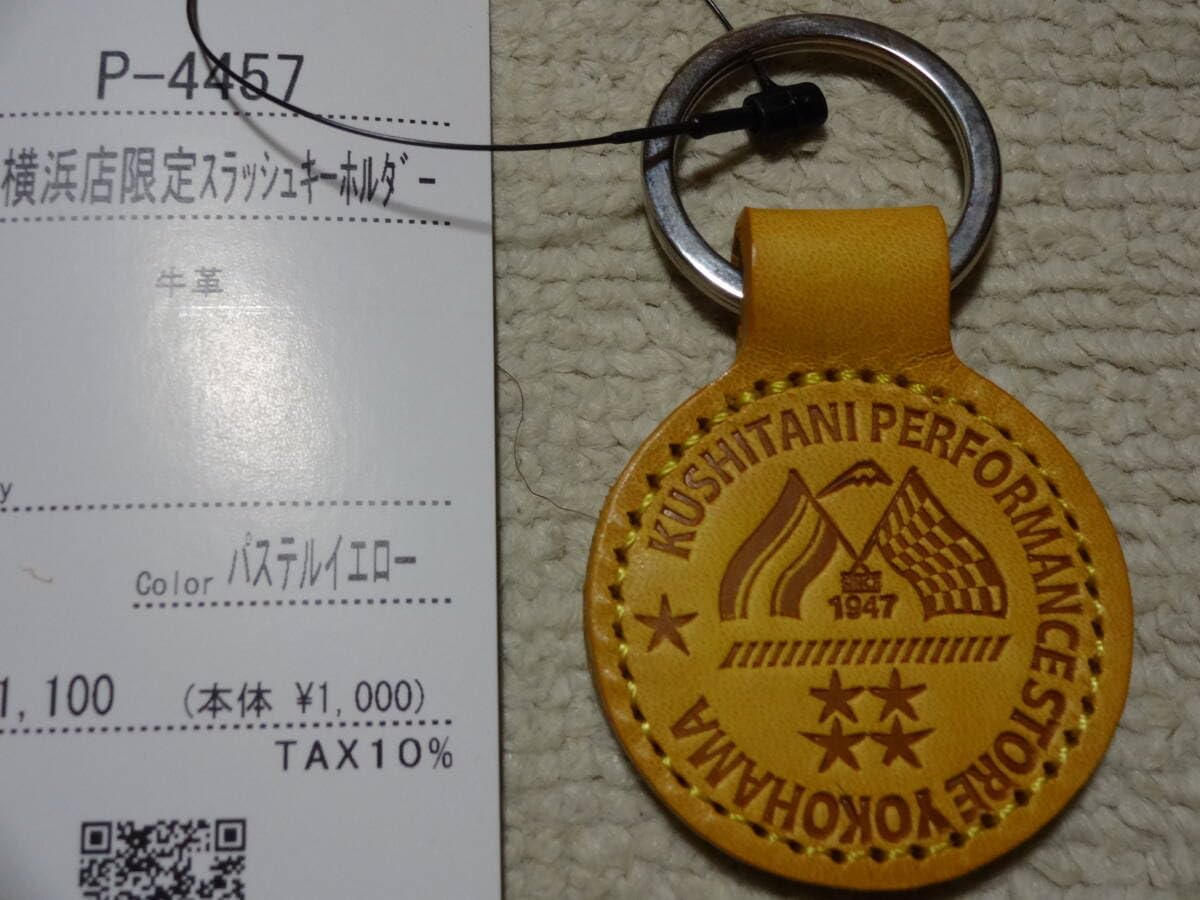 P-4457
横浜店限定スラッシュキーホルダー
牛革
y
Color パステルイエロー
1,100 (本体 ¥1,000)
TAX10%
KUSHITANI PERFORMANCE STORE YOKOHAMA
SINCE
1947